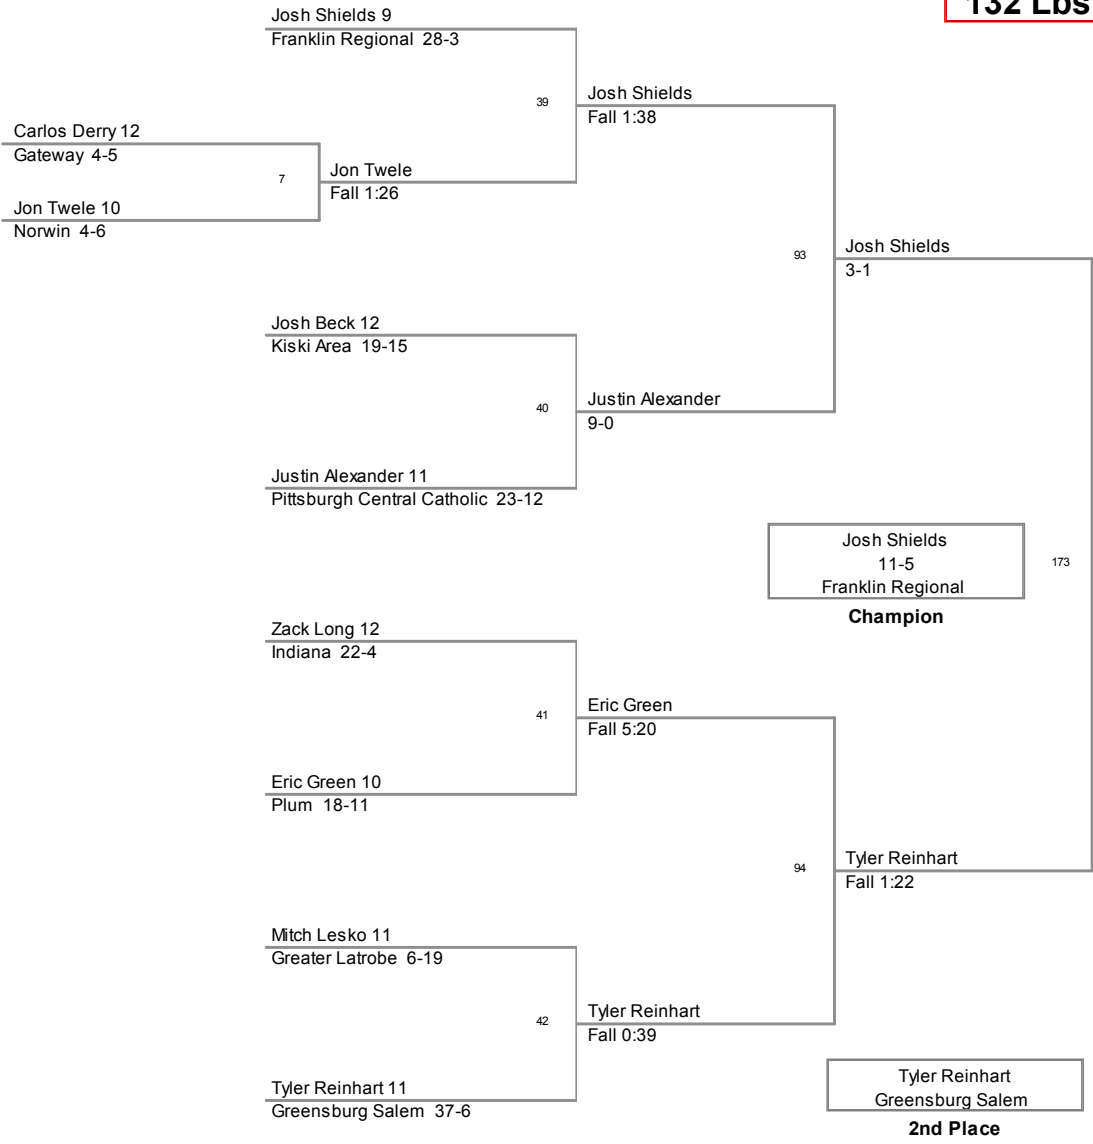 132 Lbs
Josh Shields 9
Franklin Regional 28-3
39
Josh Shields
Fall 1:38
Carlos Derry 12
Gateway 4-5
7
Jon Twele
Fall 1:26
Jon Twele 10
Norwin 4-6
93
Josh Shields
3-1
Josh Beck 12
Kiski Area 19-15
40
Justin Alexander
9-0
Justin Alexander 11
Pittsburgh Central Catholic 23-12
Josh Shields
11-5
Franklin Regional
Champion
173
Zack Long 12
Indiana 22-4
41
Eric Green
Fall 5:20
Eric Green 10
Plum 18-11
94
Tyler Reinhart
Fall 1:22
Mitch Lesko 11
Greater Latrobe 6-19
42
Tyler Reinhart
Fall 0:39
Tyler Reinhart 11
Greensburg Salem 37-6
Tyler Reinhart
Greensburg Salem
2nd Place